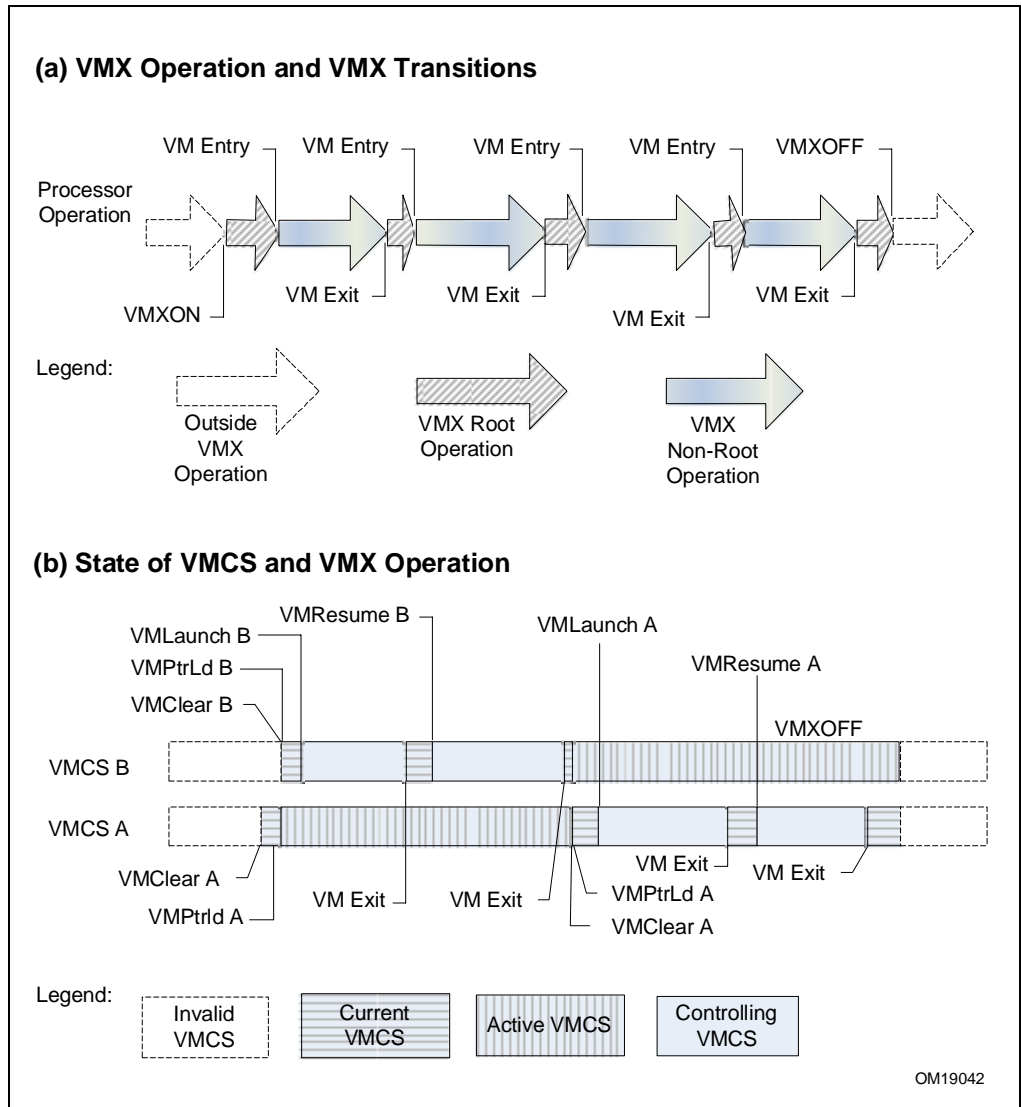 (a) VMX Operation and VMX Transitions
VM Entry
VM Entry
VM Entry
VM Entry
VMXOFF
Processor
Operation
VM Exit
VM Exit
VM Exit
VM Exit
VMXON
Legend:
Outside
VMX
Operation
VMX Root
Operation
VMX
Non-Root
Operation
(b) State of VMCS and VMX Operation
VMResume B
VMLaunch B
VMLaunch A
VMPtrLd B
VMResume A
VMClear B
VMXOFF
VMCS B
VMCS A
VMClear A
VMPtrld A
VM Exit
VM Exit
VM Exit
VM Exit
VMPtrLd A
VMClear A
Legend:
Invalid
VMCS
Current
VMCS
Active VMCS
Controlling
VMCS
OM19042